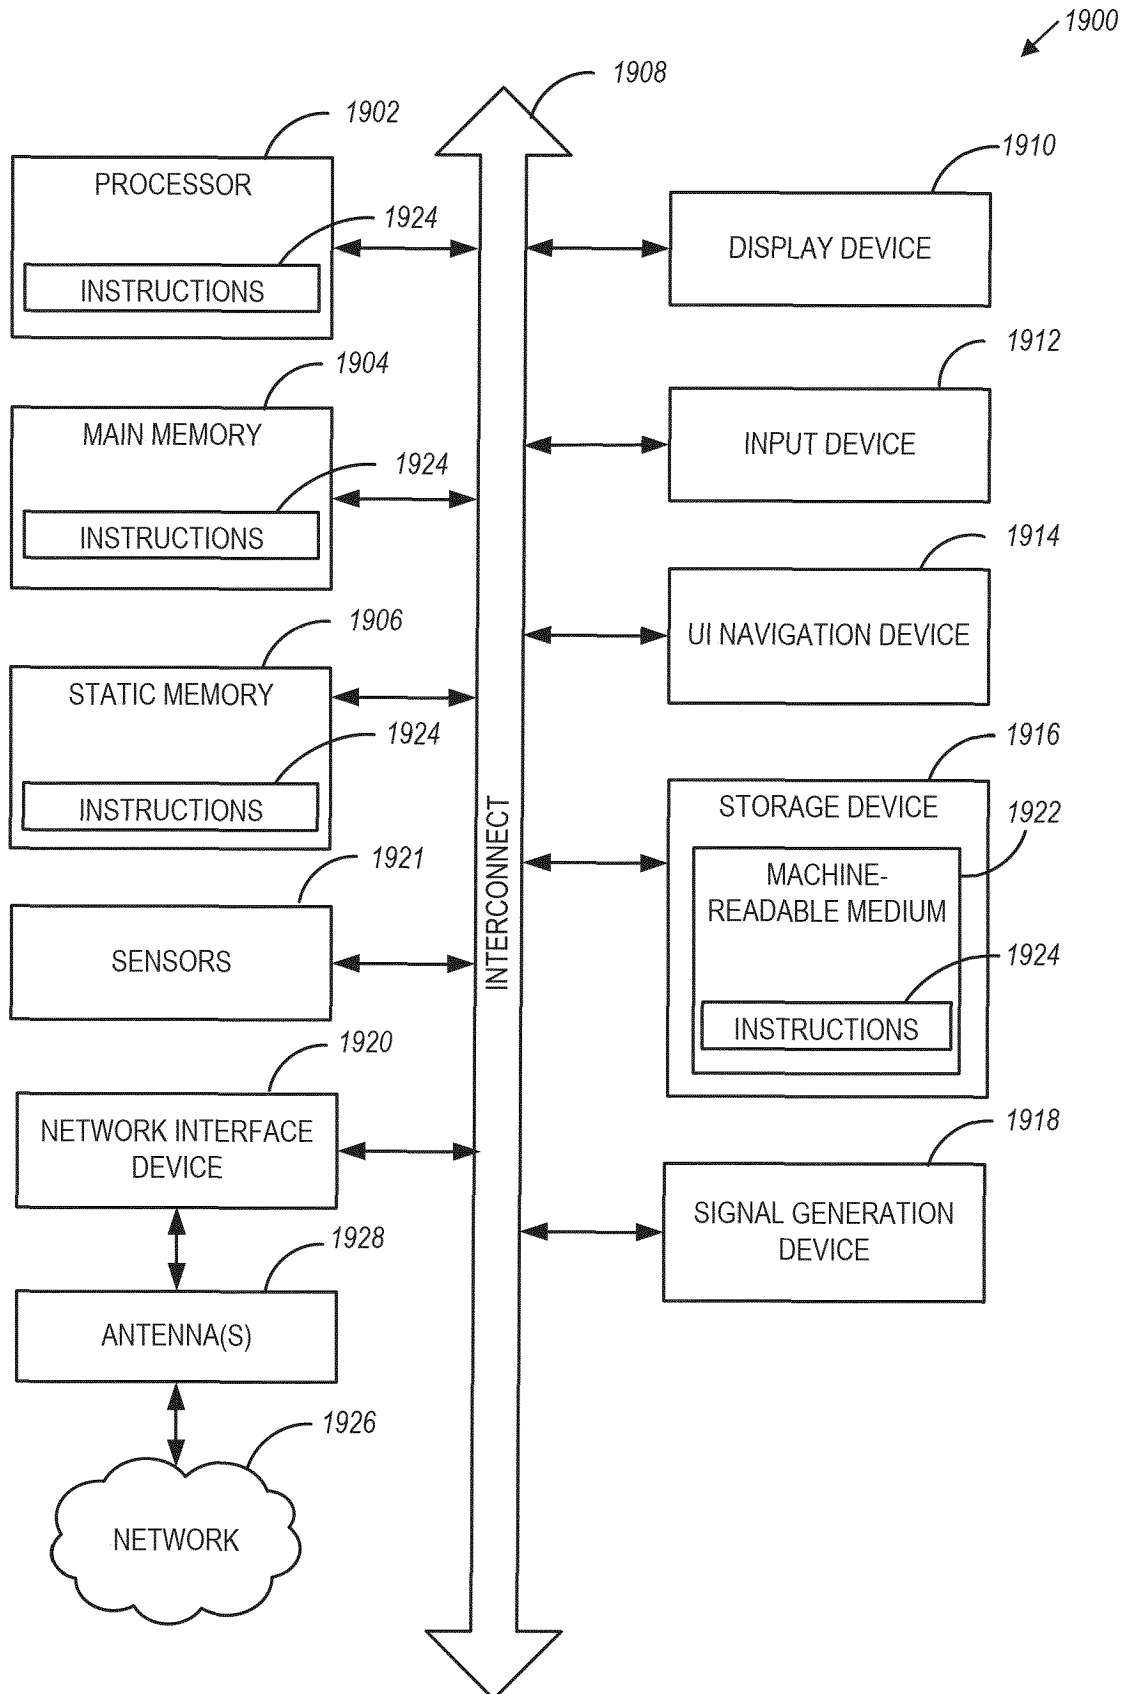 1900
1908
1902
PROCESSOR
1924
INSTRUCTIONS
1904
MAIN MEMORY
1924
INSTRUCTIONS
1906
STATIC MEMORY
1924
INSTRUCTIONS
1921
SENSORS
1920
NETWORK INTERFACE
DEVICE
1928
ANTENNA(S)
1926
NETWORK
INTERCONNECT
1910
DISPLAY DEVICE
1912
INPUT DEVICE
1914
UI NAVIGATION DEVICE
1916
STORAGE DEVICE
1922
MACHINE-
READABLE MEDIUM
1924
INSTRUCTIONS
1918
SIGNAL GENERATION
DEVICE